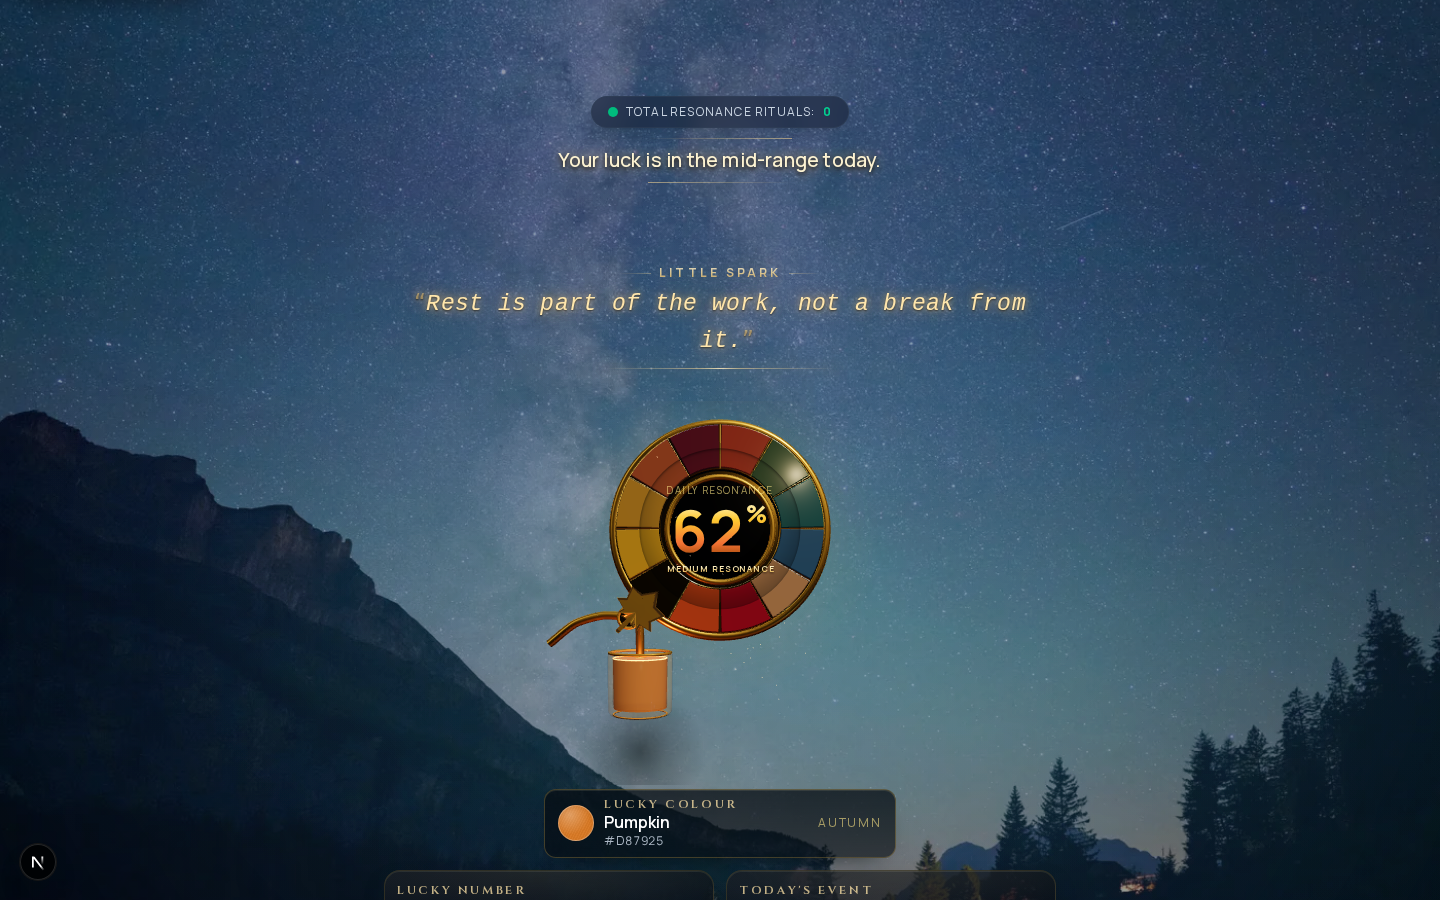 TOTAL RESONANCE RITUALS: 0
Your luck is in the mid-range today.
LITTLE SPARK
"Rest is part of the work, not a break from
it."
DAILY RESONANCE
62%
MEDIUM RESONANCE
LUCKY COLOUR
Pumpkin
#D87925
AUTUMN
N
LUCKY NUMBER
TODAY'S EVENT